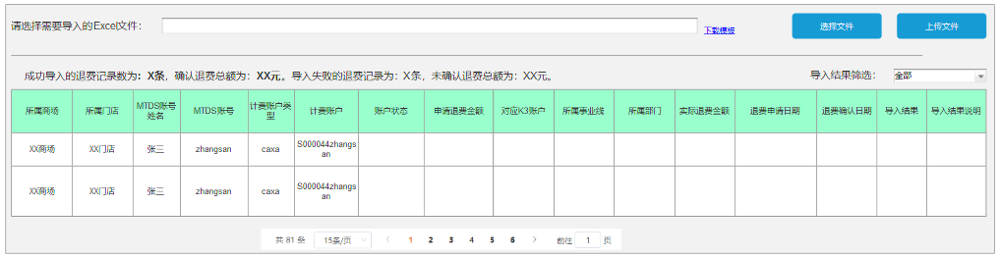 请选择需要导入的Excel文件： 下载模板 选择文件 上传文件
成功导入的退费记录数为：X条，确认退费总额为：XX元。导入失败的退费记录为：X条，未确认退费总额为：XX元。 导入结果筛选： 全部
所属商场 所属门店 MTDS账号姓名 MTDS账号 计费账户类型 计费账户 账户状态 申请退费金额 对应K3账户 所属事业线 所属部门 实际退费金额 退费申请日期 退费确认日期 导入结果 导入结果说明
XX商场 XX门店 张三 zhangsan caxa S000044zhangsan
XX商场 XX门店 张三 zhangsan caxa S000044zhangsan
共 81 条 15条/页 1 2 3 4 5 6 前往 1 页